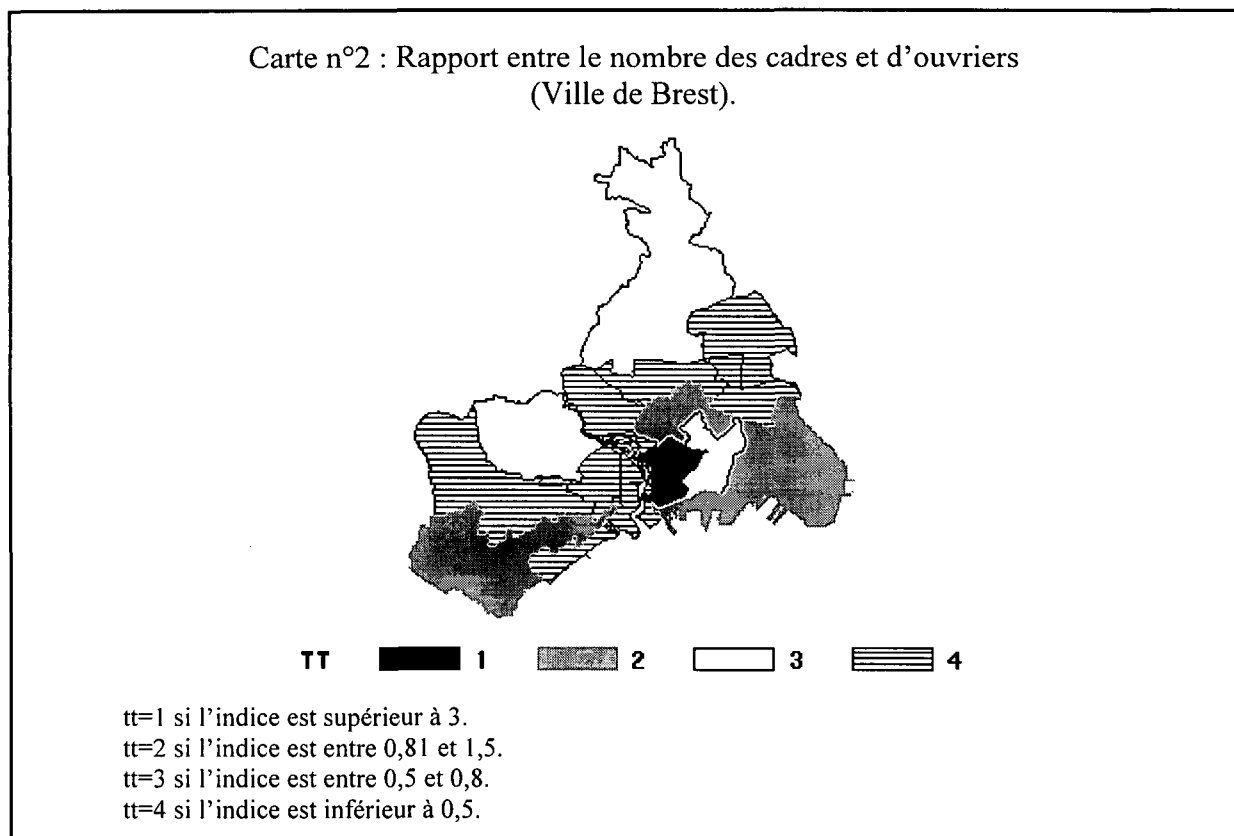 Carte n°2 : Rapport entre le nombre des cadres et d'ouvriers
(Ville de Brest).
TT 1 2 3 4
tt=1 si l'indice est supérieur à 3.
tt=2 si l'indice est entre 0,81 et 1,5.
tt=3 si l'indice est entre 0,5 et 0,8.
tt=4 si l'indice est inférieur à 0,5.